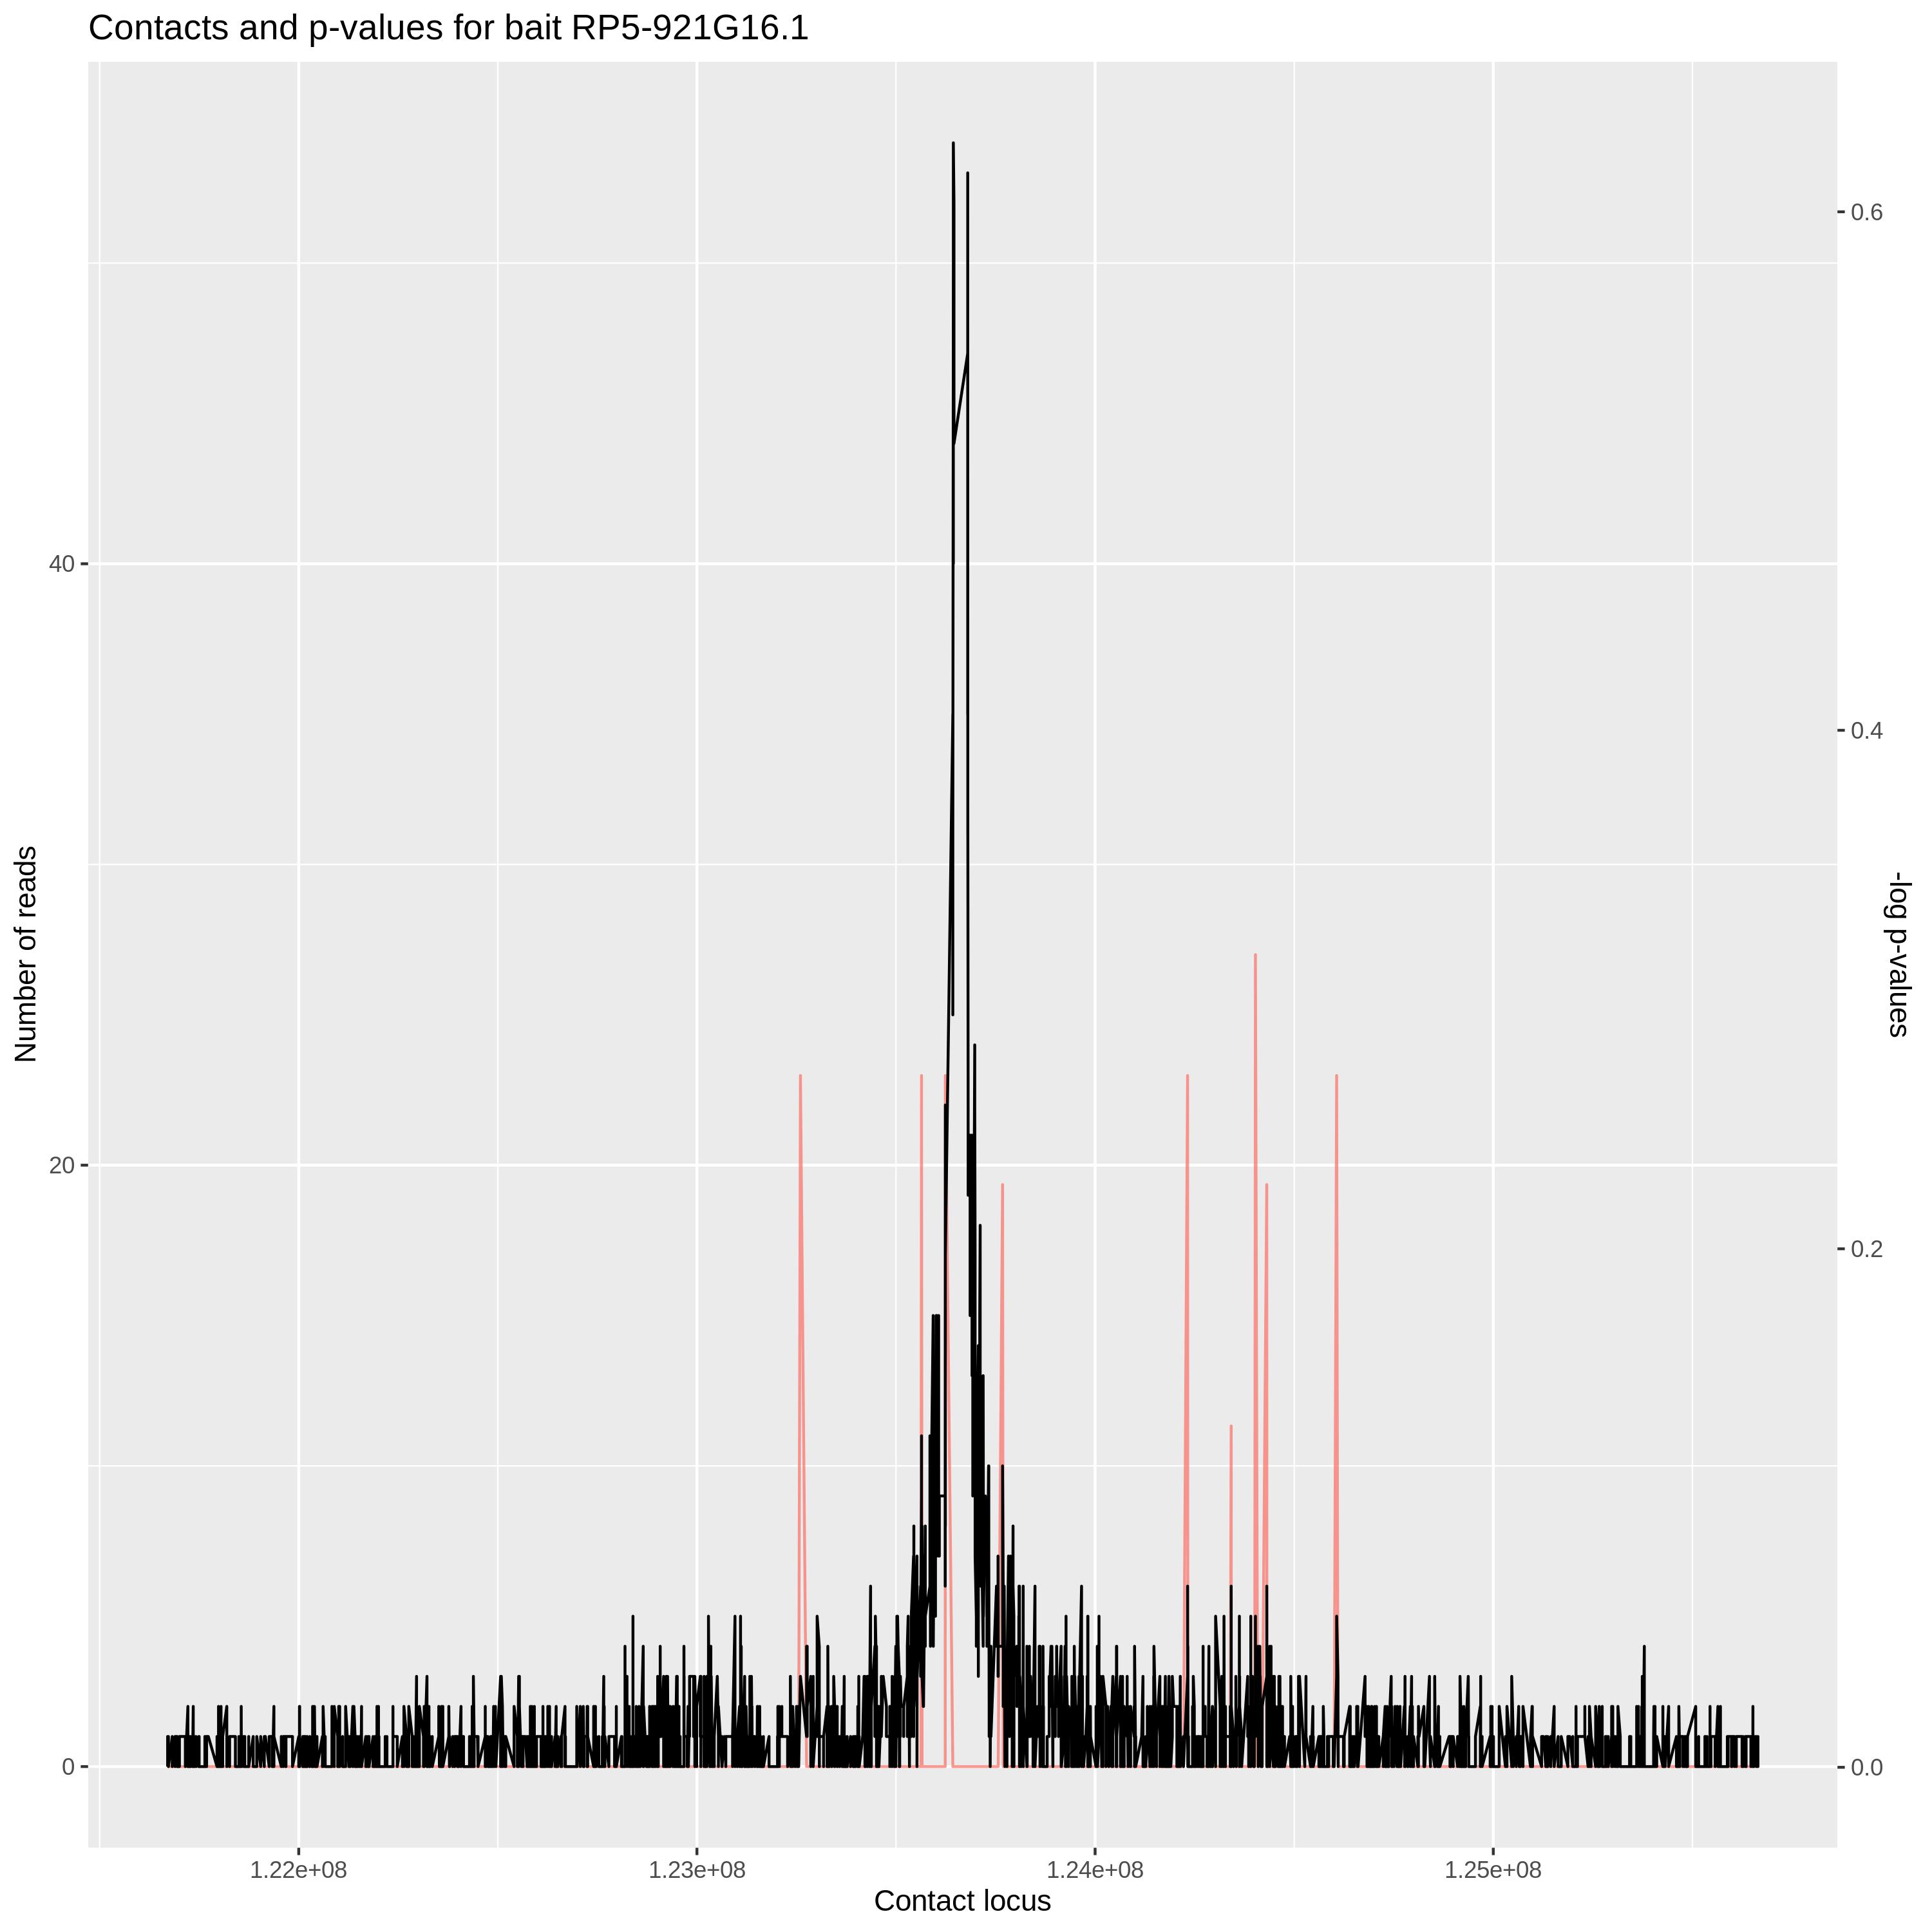 Contacts and p-values for bait RP5-921G16.1
Number of reads
40
20
0
0.6
0.4
0.2
0.0
-log p-values
1.22e+08
1.23e+08
1.24e+08
1.25e+08
Contact locus